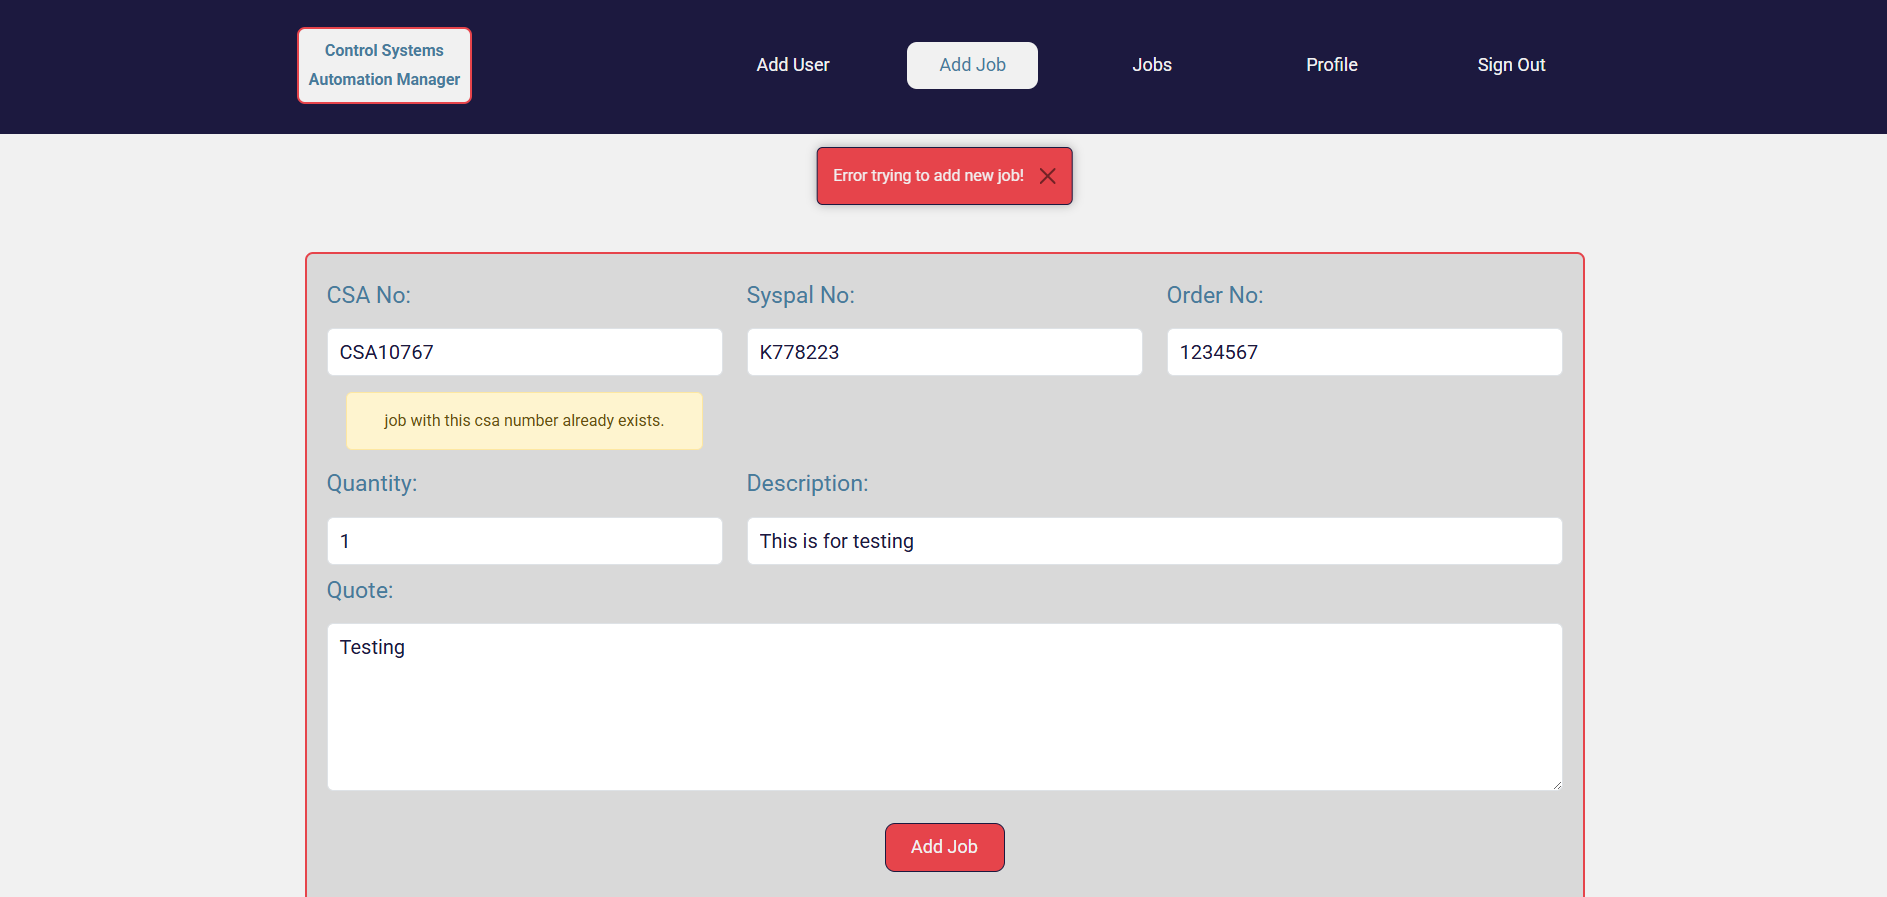 Control Systems
Automation Manager
Add User
Add Job
Jobs
Profile
Sign Out
Error trying to add new job!
CSA No:
Syspal No:
Order No:
CSA10767
K778223
1234567
job with this csa number already exists.
Quantity:
Description:
1
This is for testing
Quote:
Testing
Add Job